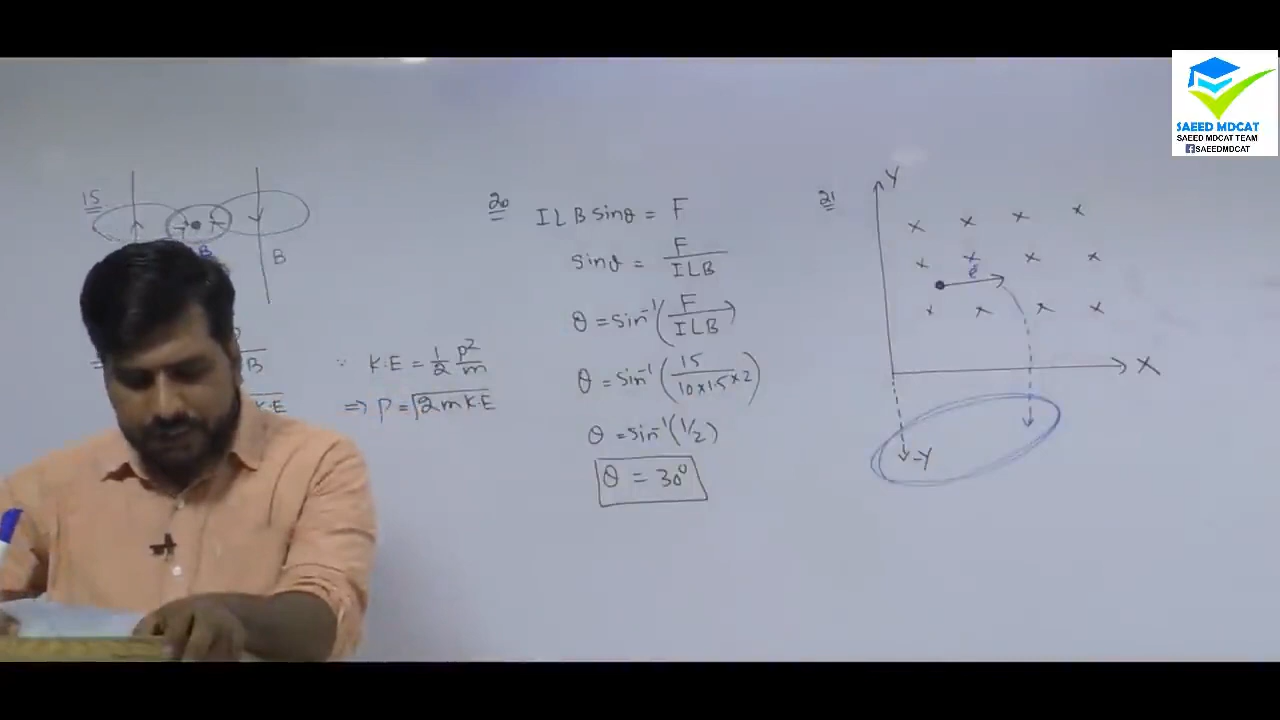 SAEED MDCAT
SAEED MDCAT TEAM
SAEEDMDCAT
15
B
B
B
K.E
∵ K.E = 1/2 p²/m
⇒ P = √2mK.E
20
ILB sinθ = F
sinθ = F/ILB
θ = sin⁻¹(F/ILB)
θ = sin⁻¹(15/10×1.5×2)
θ = sin⁻¹(1/2)
θ = 30°
21
Y
x x x x
x x x x
e
x x x x
X
-Y